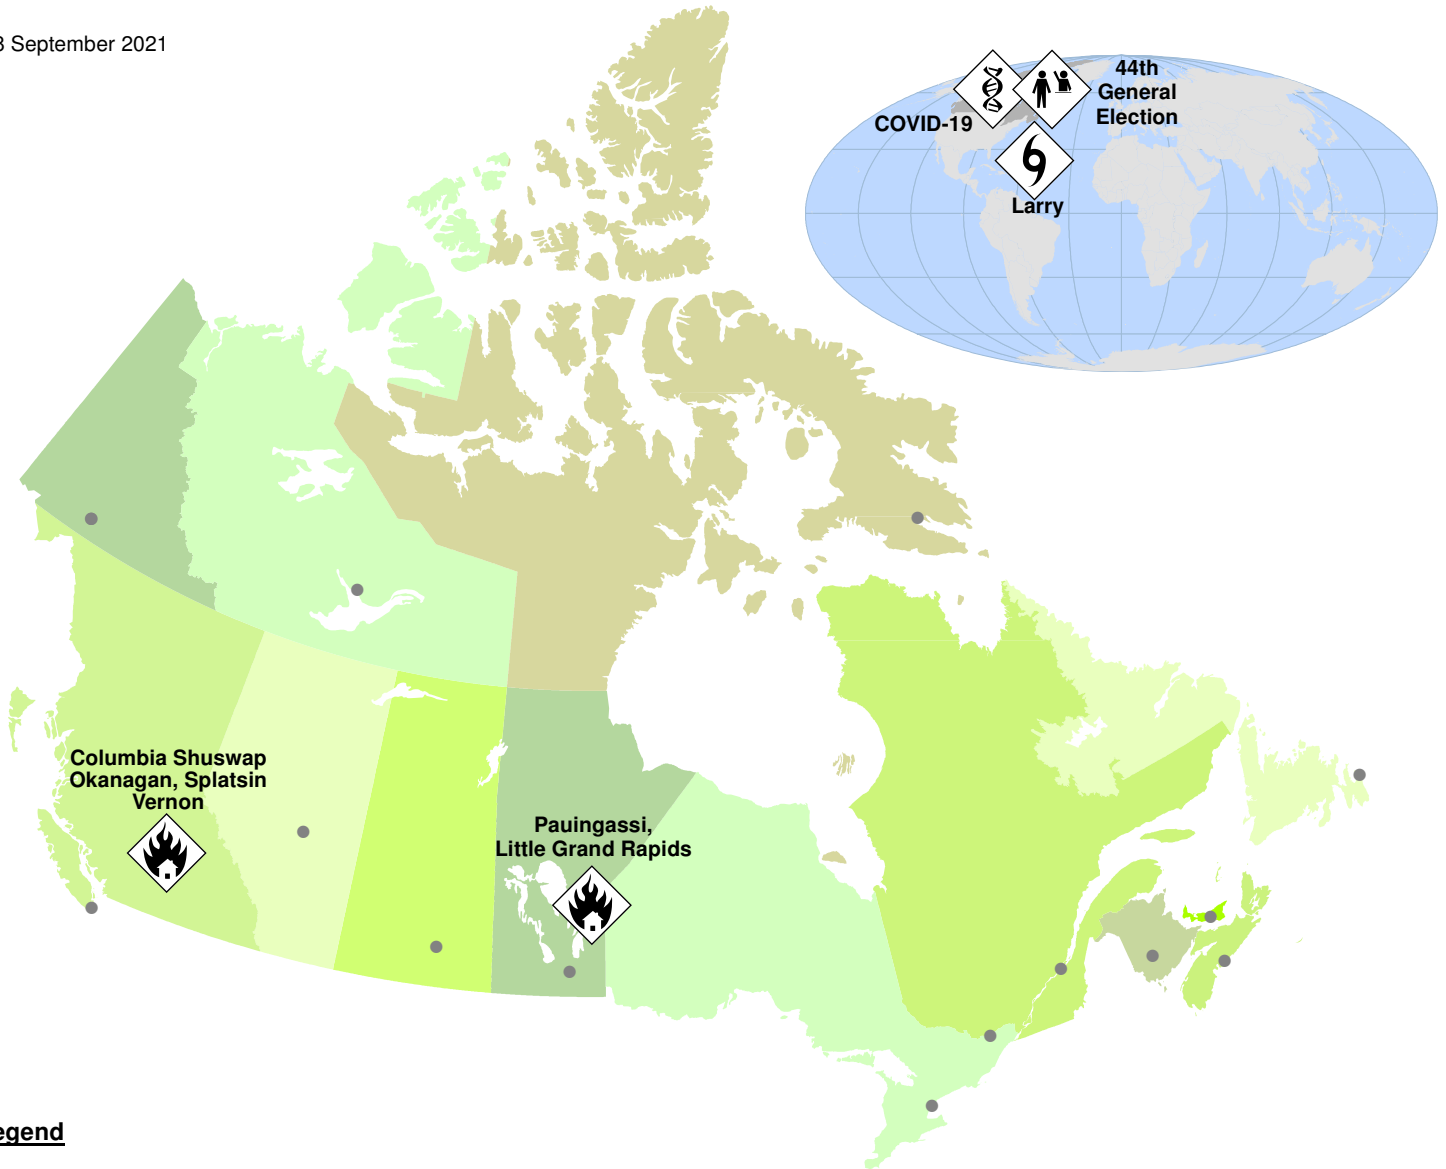 September 2021
44th
General
Election
COVID-19
Larry
Columbia Shuswap
Okanagan, Splatsin
Vernon
Pauingassi,
Little Grand Rapids
egend